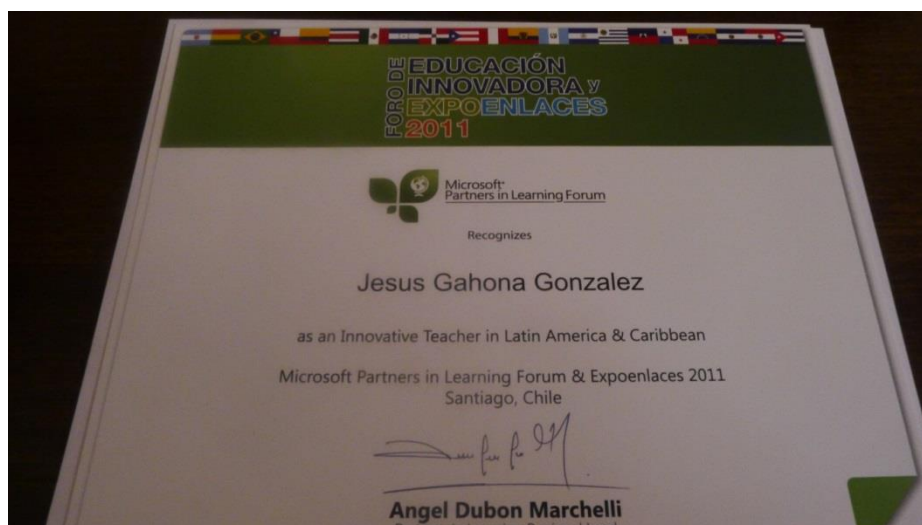 FORO DE
EDUCACIÓN
INNOVADORA y
EXPOENLACES
2011
Microsoft®
Partners in Learning Forum
Recognizes
Jesus Gahona Gonzalez
as an Innovative Teacher in Latin America & Caribbean
Microsoft Partners in Learning Forum & Expoenlaces 2011
Santiago, Chile
Angel Dubon Marchelli